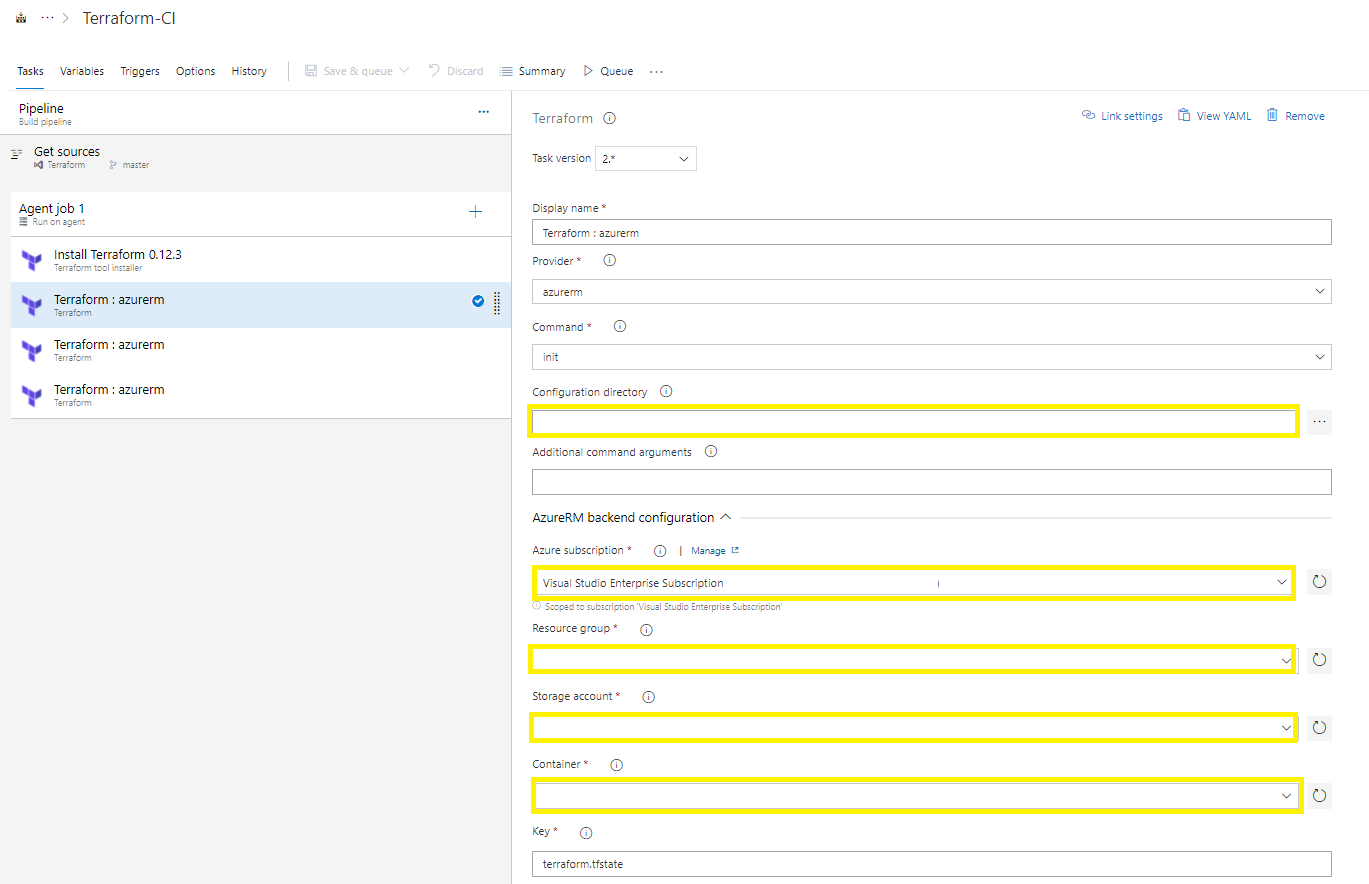 ··· > Terraform-CI
Tasks Variables Triggers Options History Save & queue Discard Summary Queue ...
Pipeline
Build pipeline
Get sources
Terraform master
Agent job 1
Run on agent
Install Terraform 0.12.3
Terraform tool installer
Terraform : azurerm
Terraform
Terraform : azurerm
Terraform
Terraform : azurerm
Terraform
Terraform
Link settings View YAML Remove
Task version 2.*
Display name *
Terraform : azurerm
Provider *
azurerm
Command *
init
Configuration directory
Additional command arguments
AzureRM backend configuration
Azure subscription * | Manage
Visual Studio Enterprise Subscription
Scoped to subscription 'Visual Studio Enterprise Subscription'
Resource group *
Storage account *
Container *
Key *
terraform.tfstate